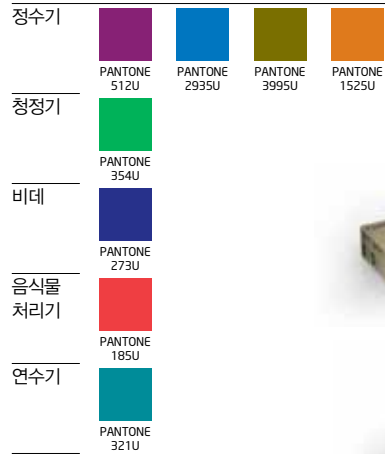 정수기
PANTONE 512U
PANTONE 2935U
PANTONE 3995U
PANTONE 1525U
청정기
PANTONE 354U
비데
PANTONE 273U
음식물
처리기
PANTONE 185U
연수기
PANTONE 321U